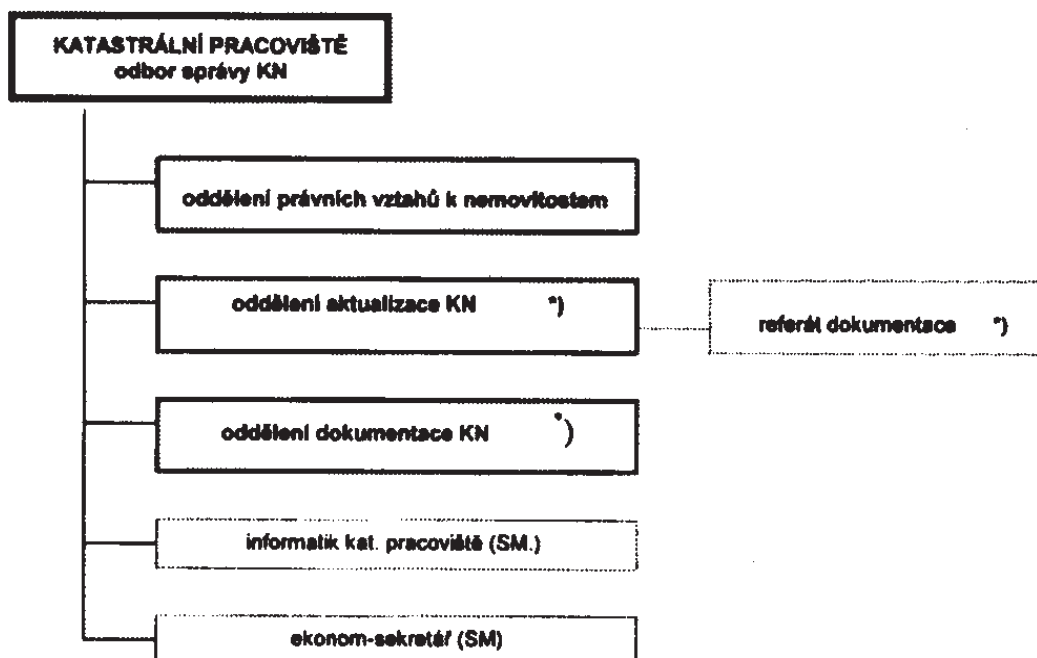 KATASTRÁLNÍ PRACOVIŠTĚ
odbor správy KN
oddělení právních vztahů k nemovitostem
oddělení aktualizace KN *)
referát dokumentace *)
oddělení dokumentace KN *)
informatik kat. pracoviště (SM.)
ekonom-sekretář (SM)